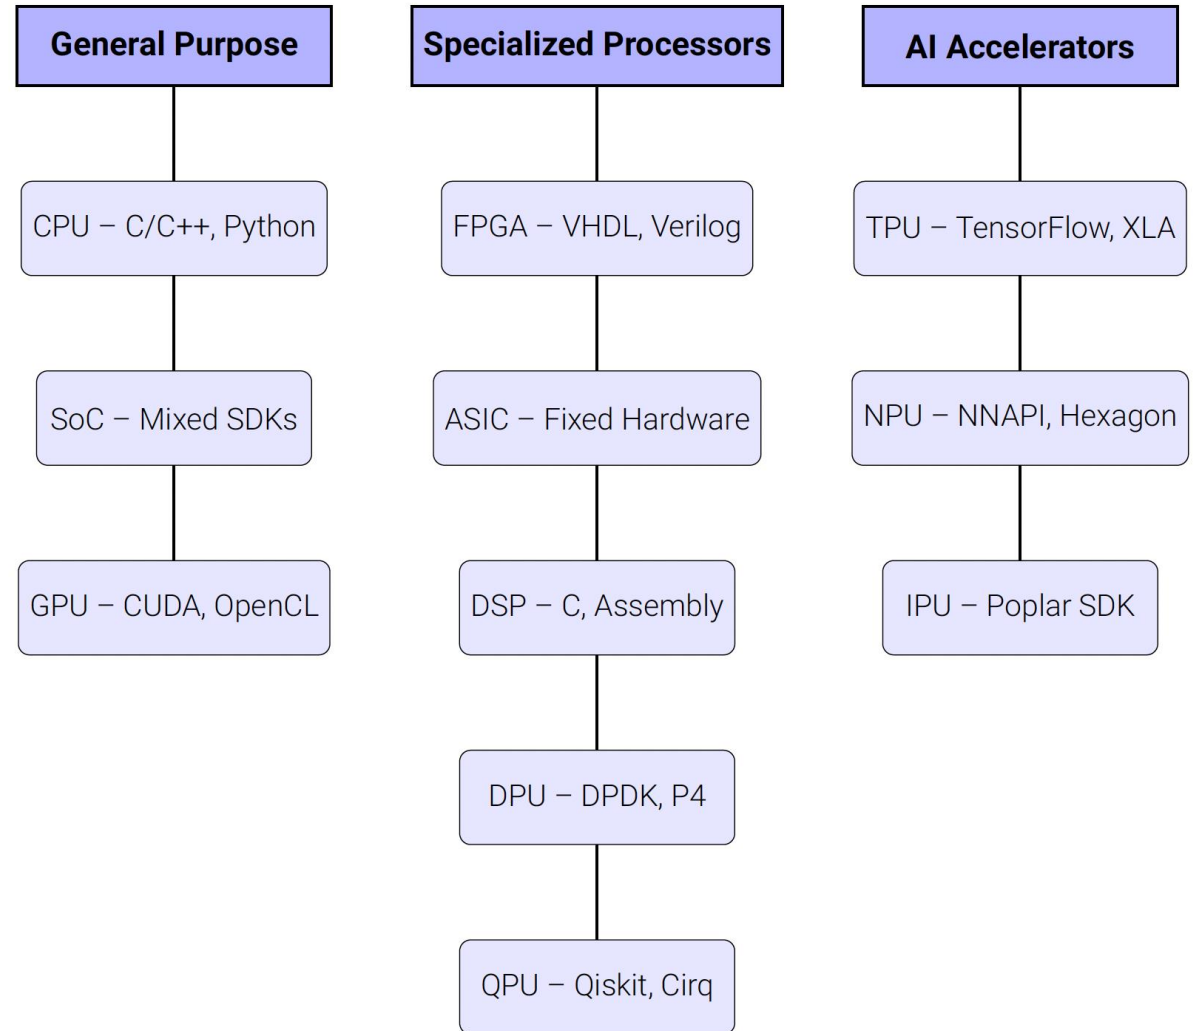 General Purpose
CPU – C/C++, Python
SoC – Mixed SDKs
GPU – CUDA, OpenCL
Specialized Processors
FPGA – VHDL, Verilog
ASIC – Fixed Hardware
DSP – C, Assembly
DPU – DPDK, P4
QPU – Qiskit, Cirq
AI Accelerators
TPU – TensorFlow, XLA
NPU – NNAPI, Hexagon
IPU – Poplar SDK